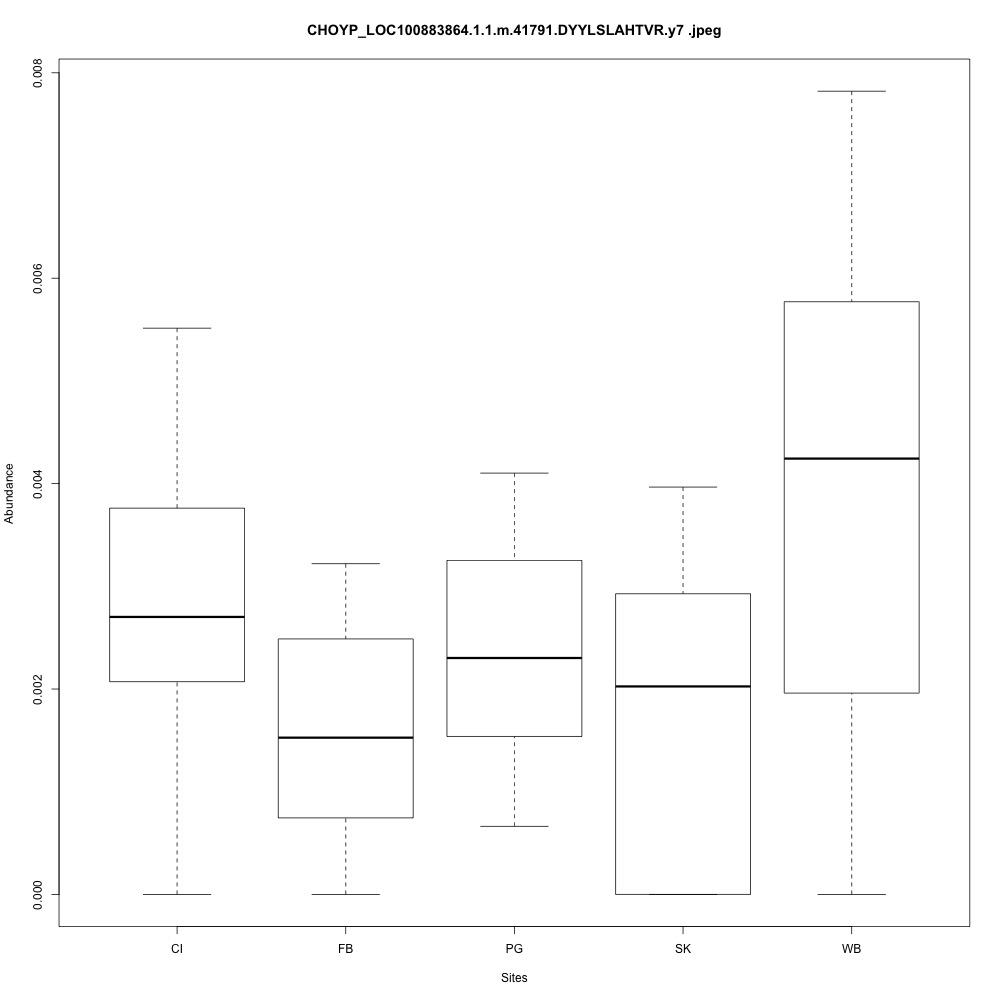 CHOYP_LOC100883864.1.1.m.41791.DYYLSLAHTVR.y7 .jpeg
0.008
0.006
0.004
0.002
0.000
Abundance
CI FB PG SK WB
Sites